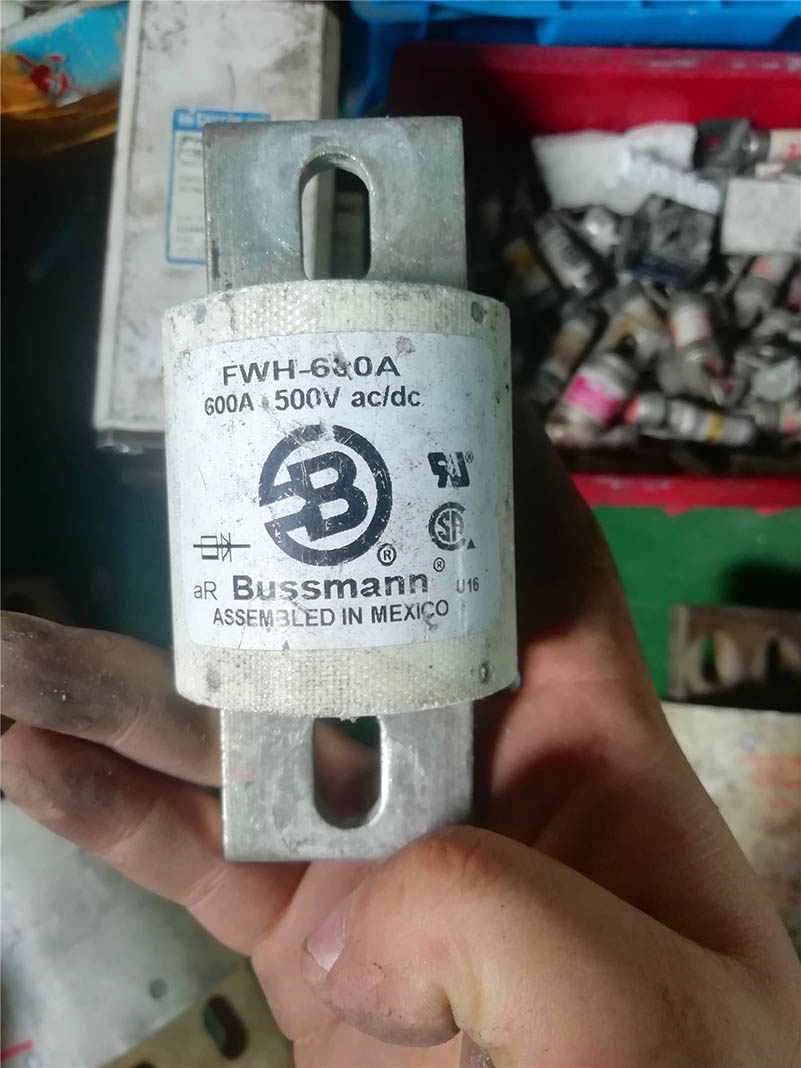 FWH-600A
600A 500V ac/dc
B
®
aR Bussmann® U16
ASSEMBLED IN MEXICO